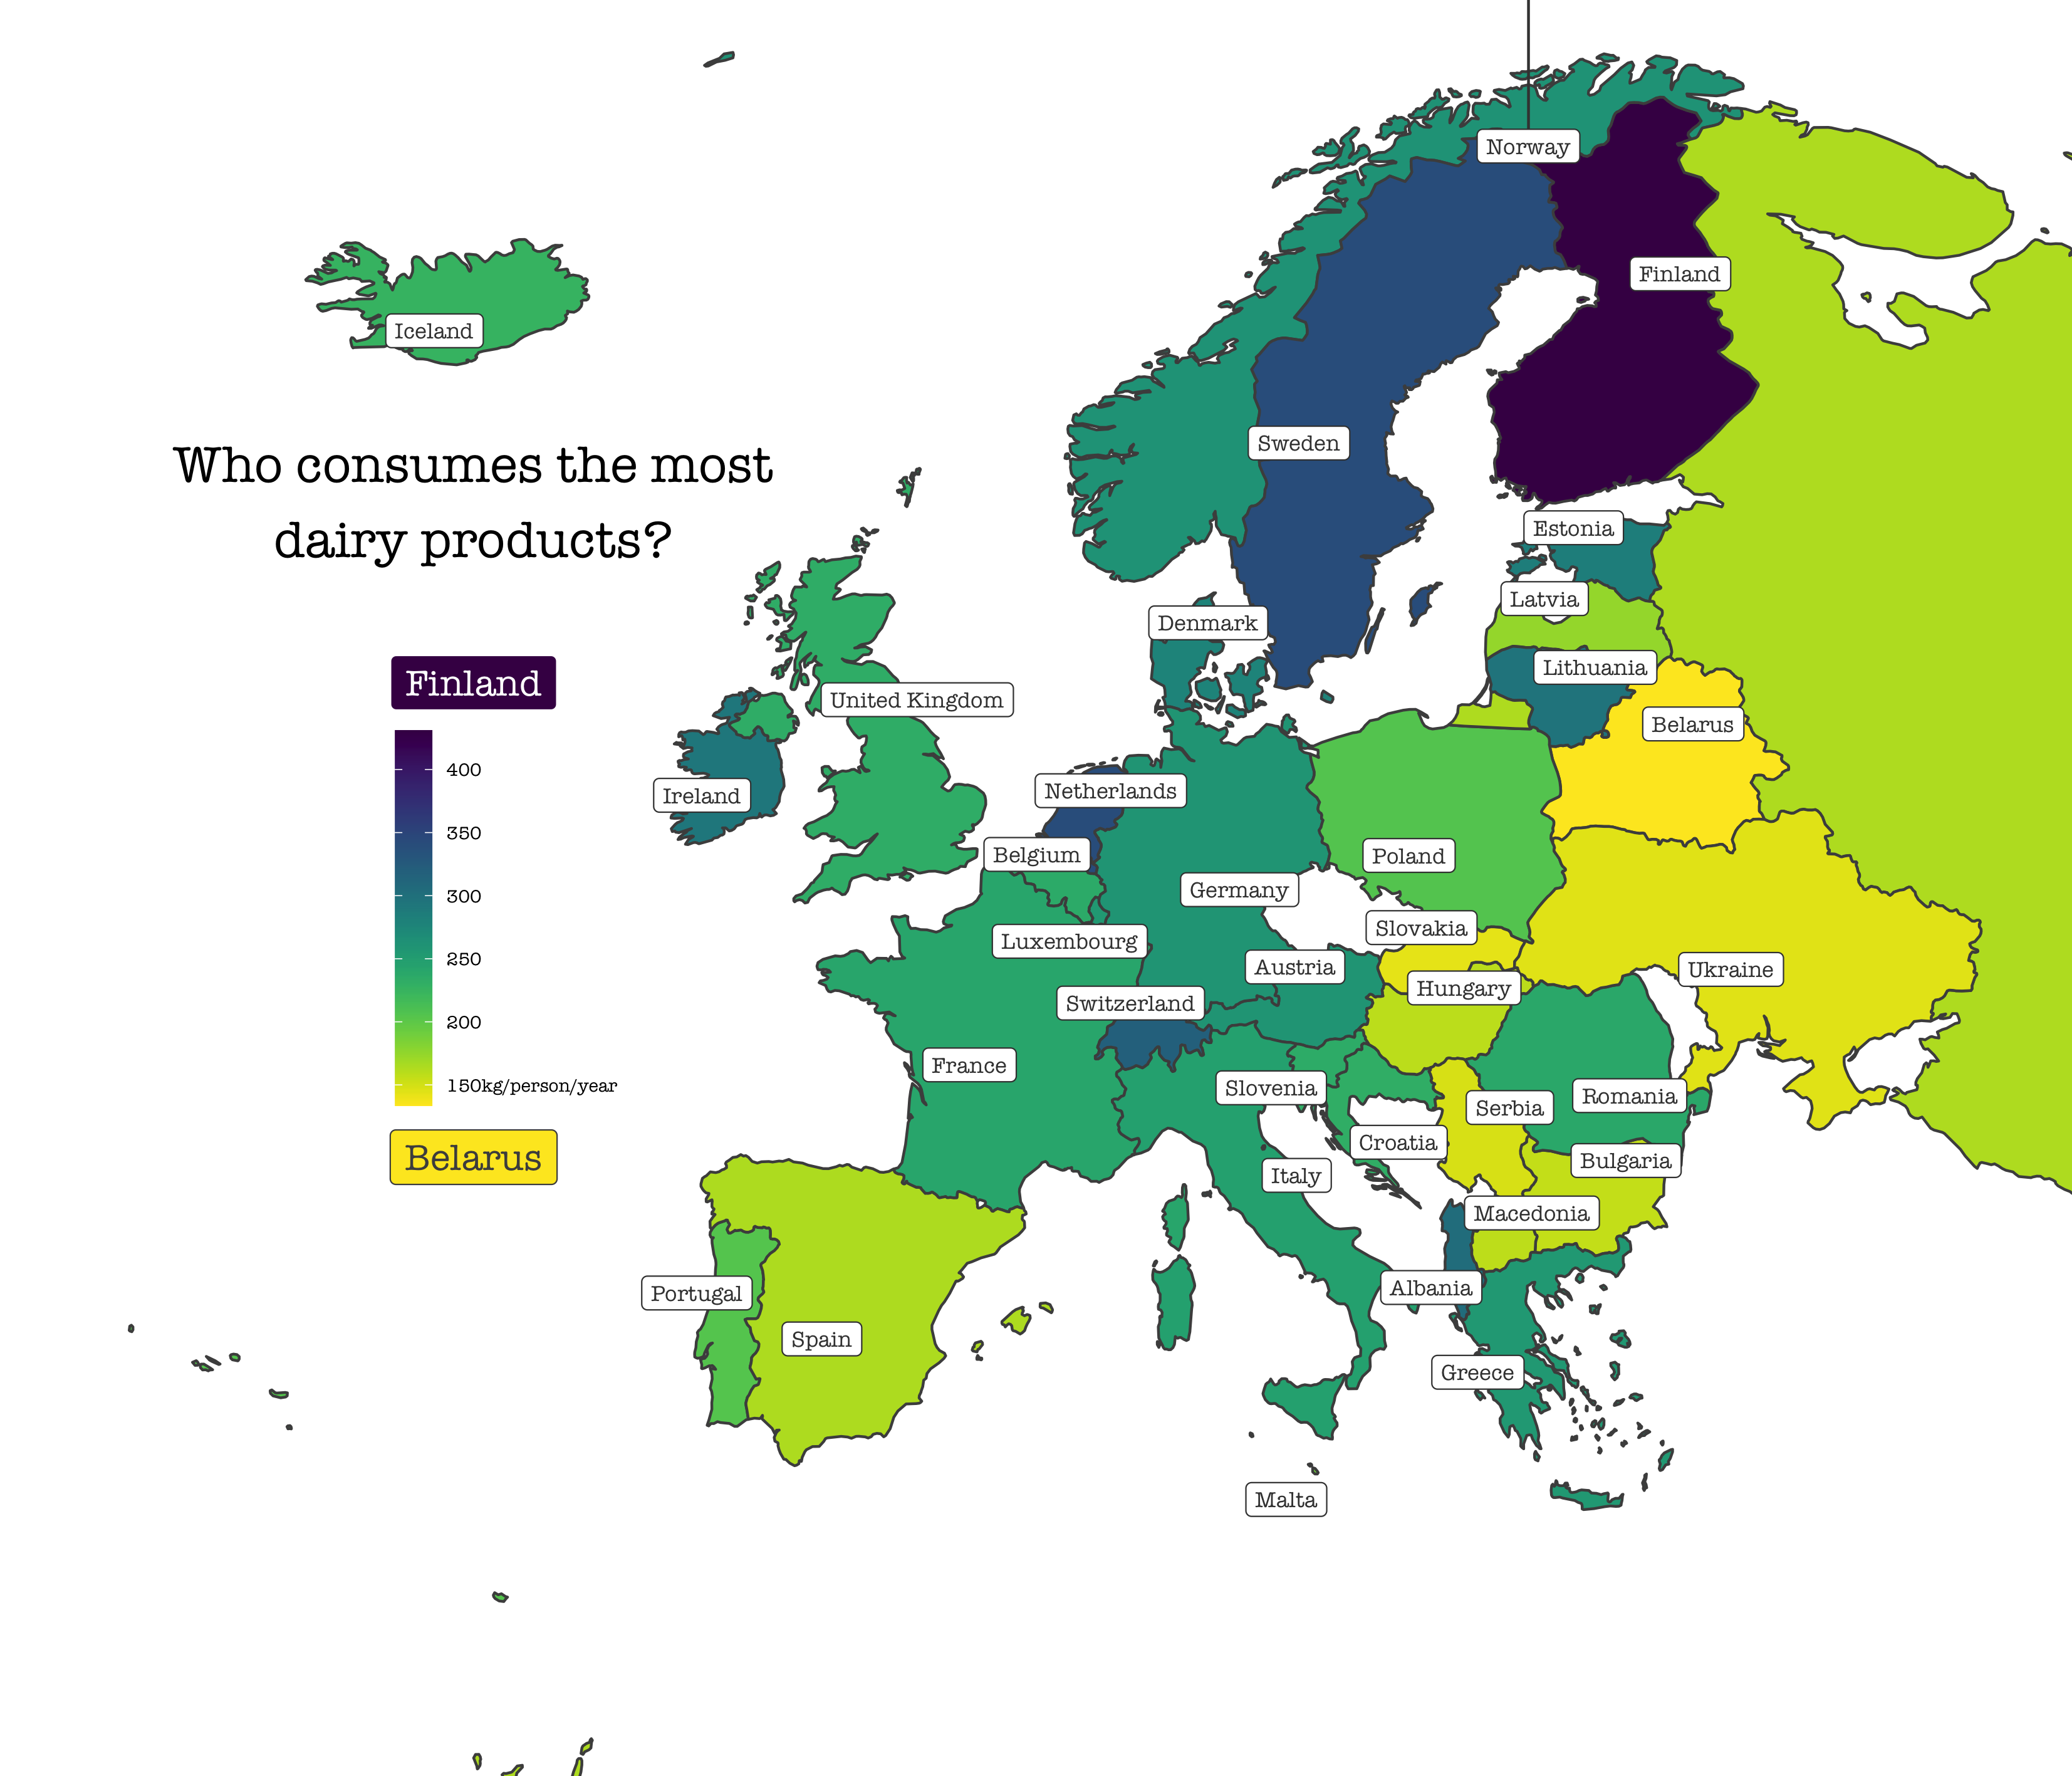 Norway
Finland
Iceland
Sweden
Who consumes the most
dairy products?
Estonia
Latvia
Denmark
Lithuania
Finland
United Kingdom
Belarus
400
Netherlands
Ireland
350
Belgium
Poland
Germany
300
Slovakia
Luxembourg
250
Austria
Ukraine
Hungary
Switzerland
200
France
150kg/person/year
Slovenia
Romania
Serbia
Croatia
Belarus
Bulgaria
Italy
Macedonia
Albania
Portugal
Spain
Greece
Malta